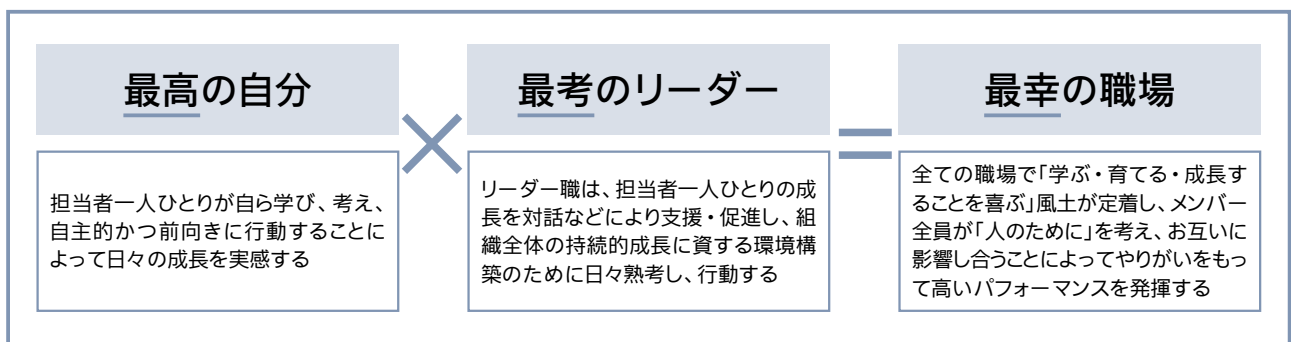 最高の自分
×
最考のリーダー
=
最幸の職場
担当者一人ひとりが自ら学び、考え、
自主的かつ前向きに行動することに
よって日々の成長を実感する
リーダー職は、担当者一人ひとりの成
長を対話などにより支援・促進し、組
織全体の持続的成長に資する環境構
築のために日々熟考し、行動する
全ての職場で「学ぶ・育てる・成長す
ることを喜ぶ」風土が定着し、メンバー
全員が「人のために」を考え、お互いに
影響し合うことによってやりがいをもっ
て高いパフォーマンスを発揮する